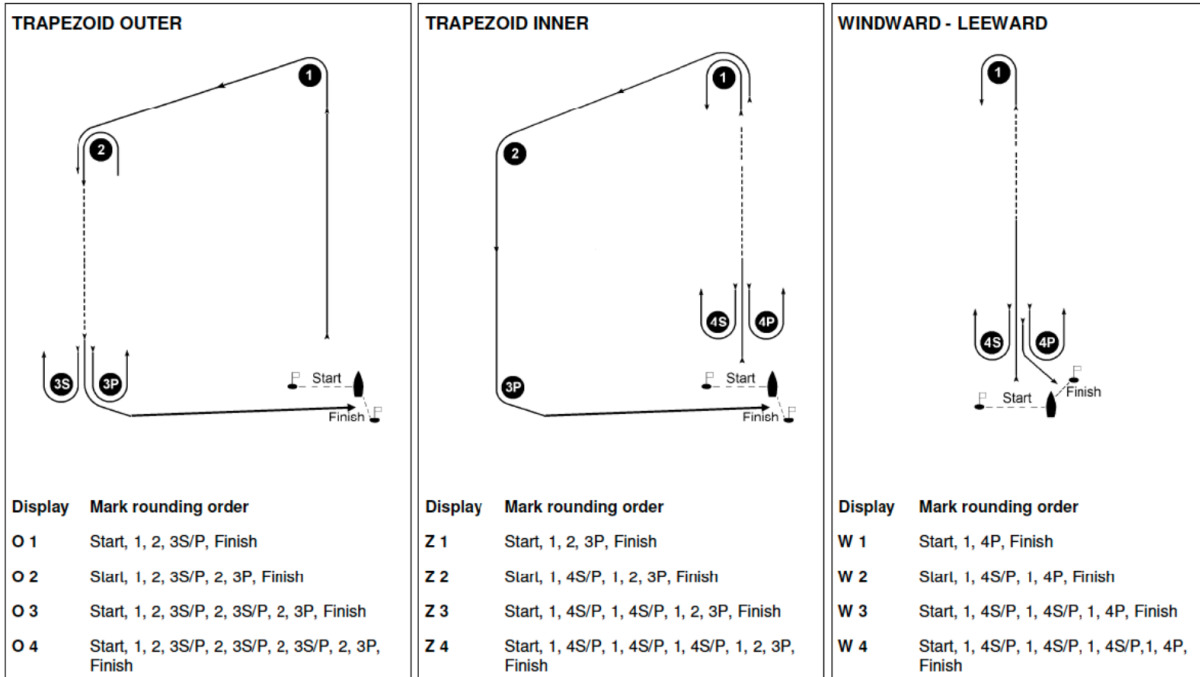 TRAPEZOID OUTER
1
2
3S
3P
Start
Finish
Display Mark rounding order
O 1 Start, 1, 2, 3S/P, Finish
O 2 Start, 1, 2, 3S/P, 2, 3P, Finish
O 3 Start, 1, 2, 3S/P, 2, 3S/P, 2, 3P, Finish
O 4 Start, 1, 2, 3S/P, 2, 3S/P, 2, 3S/P, 2, 3P,
Finish
TRAPEZOID INNER
1
2
4S
4P
3P
Start
Finish
Display Mark rounding order
Z 1 Start, 1, 2, 3P, Finish
Z 2 Start, 1, 4S/P, 1, 2, 3P, Finish
Z 3 Start, 1, 4S/P, 1, 4S/P, 1, 2, 3P, Finish
Z 4 Start, 1, 4S/P, 1, 4S/P, 1, 4S/P, 1, 2, 3P,
Finish
WINDWARD - LEEWARD
1
4S
4P
Start
Finish
Display Mark rounding order
W 1 Start, 1, 4P, Finish
W 2 Start, 1, 4S/P, 1, 4P, Finish
W 3 Start, 1, 4S/P, 1, 4S/P, 1, 4P, Finish
W 4 Start, 1, 4S/P, 1, 4S/P, 1, 4S/P,1, 4P,
Finish